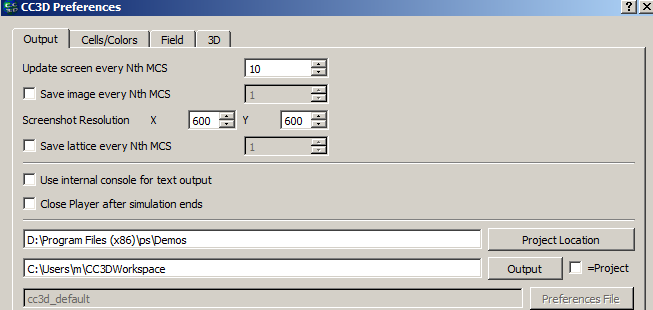 CC3D Preferences
Output Cells/Colors Field 3D
Update screen every Nth MCS 10
Save image every Nth MCS 1
Screenshot Resolution X 600 Y 600
Save lattice every Nth MCS 1
Use internal console for text output
Close Player after simulation ends
D:\Program Files (x86)\ps\Demos Project Location
C:\Users\m\CC3DWorkspace Output =Project
cc3d_default Preferences File